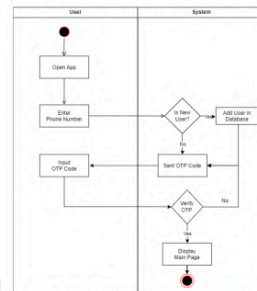 User
System
Open App
Enter
Phone Number
Is New
User?
Yes
Add User in
Database
No
Input
OTP Code
Sent OTP Code
Verify
OTP
No
Yes
Display
Main Page